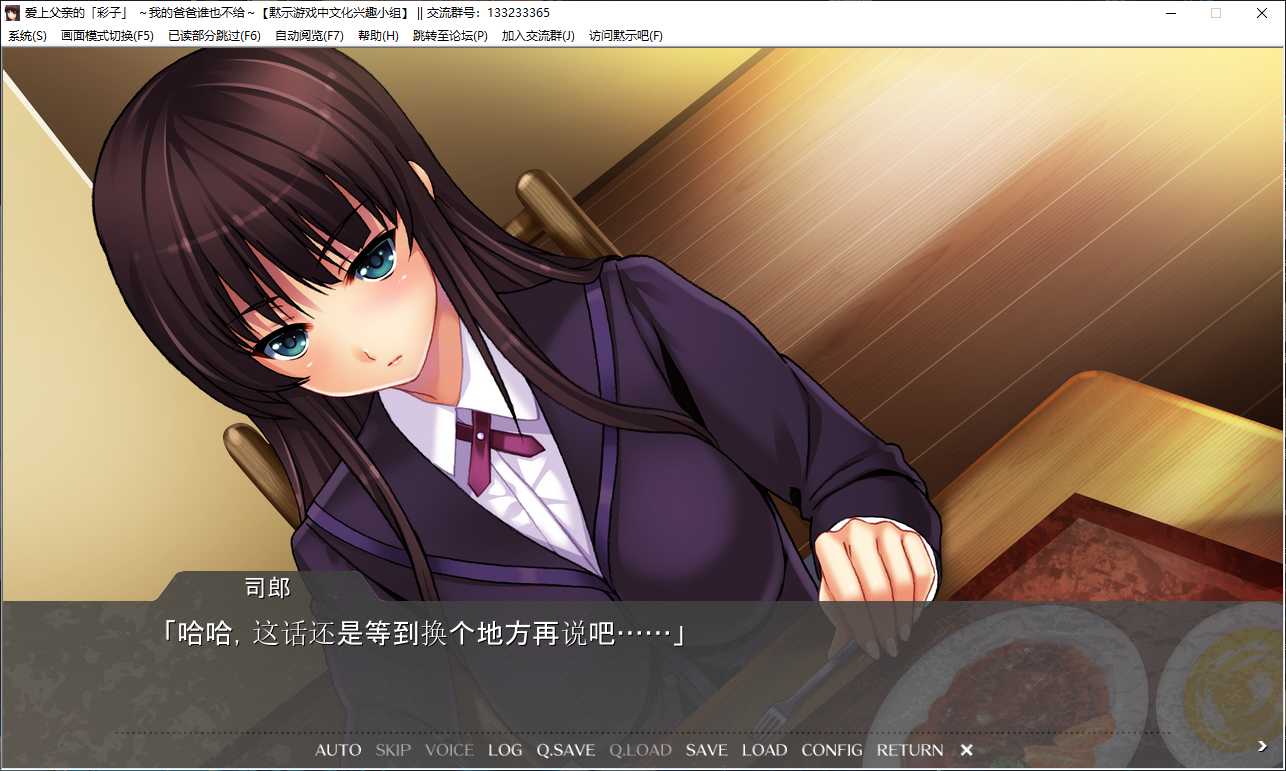 爱上父亲的「彩子」 ～我的爸爸谁也不给～【默示游戏中文化兴趣小组】 || 交流群号：133233365
系统(S) 画面模式切换(F5) 已读部分跳过(F6) 自动阅览(F7) 帮助(H) 跳转至论坛(P) 加入交流群(J) 访问默示吧(F)
司郎
「哈哈，这话还是等到换个地方再说吧……」
AUTO SKIP VOICE LOG Q.SAVE Q.LOAD SAVE LOAD CONFIG RETURN